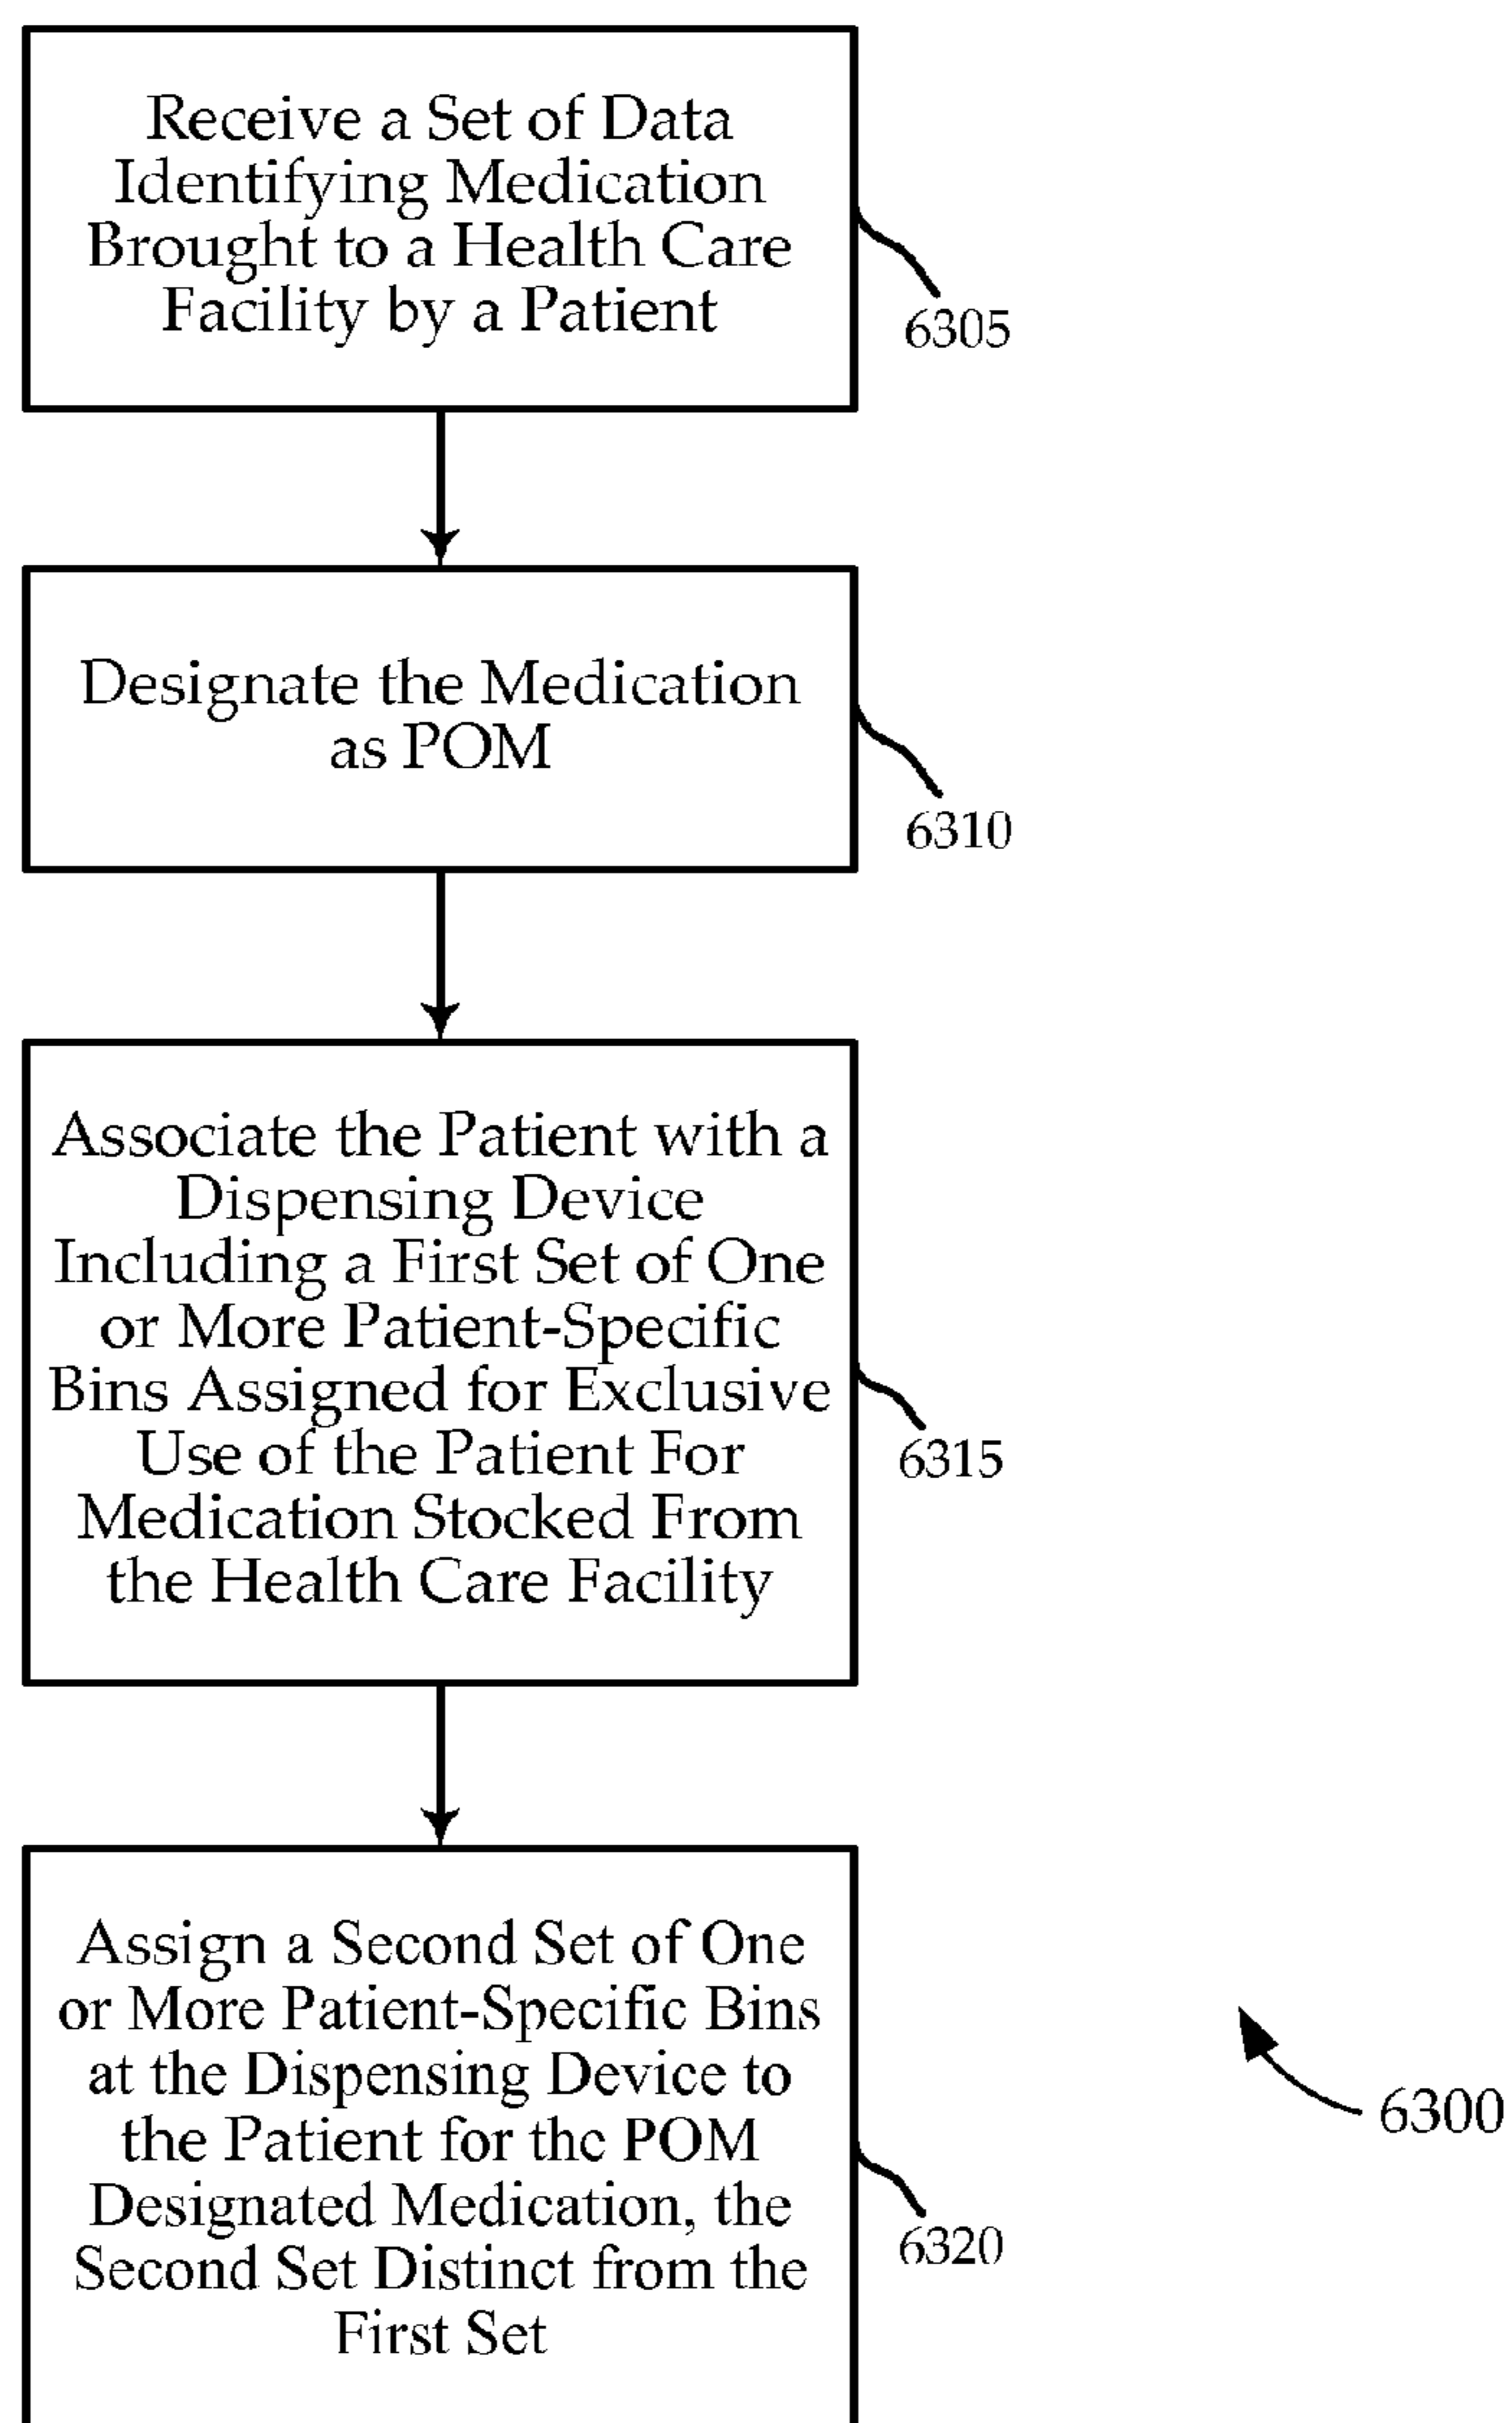 Receive a Set of Data
Identifying Medication
Brought to a Health Care
Facility by a Patient
6305
Designate the Medication
as POM
6310
Associate the Patient with a
Dispensing Device
Including a First Set of One
or More Patient-Specific
Bins Assigned for Exclusive
Use of the Patient For
Medication Stocked From
the Health Care Facility
6315
Assign a Second Set of One
or More Patient-Specific Bins
at the Dispensing Device to
the Patient for the POM
Designated Medication, the
Second Set Distinct from the
First Set
6320
6300